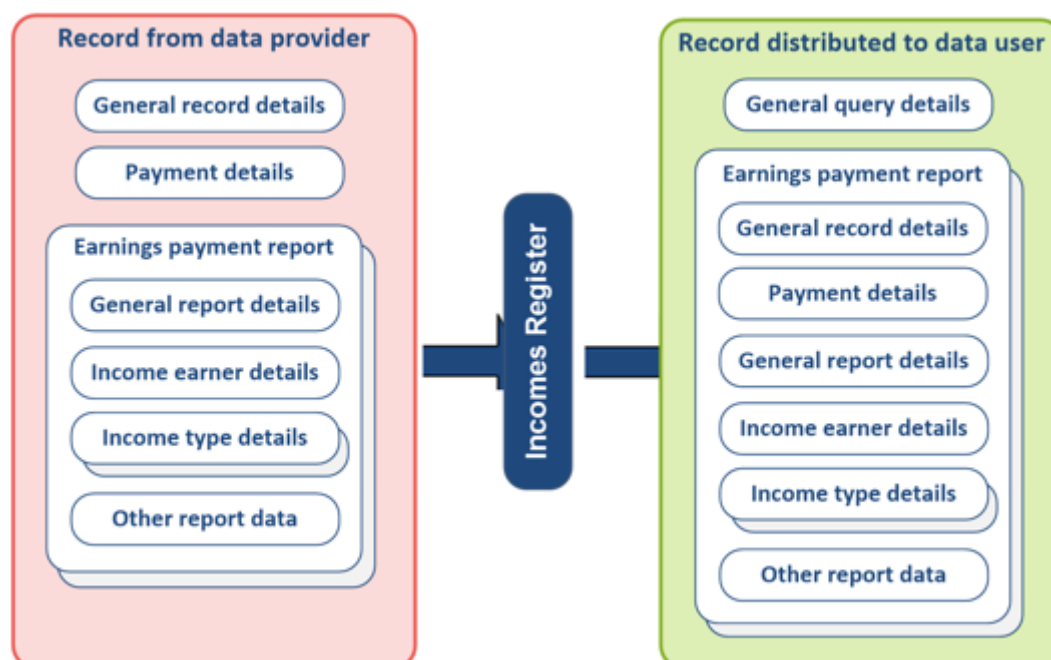 Record from data provider
General record details
Payment details
Earnings payment report
General report details
Income earner details
Income type details
Other report data
Incomes Register
Record distributed to data user
General query details
Earnings payment report
General record details
Payment details
General report details
Income earner details
Income type details
Other report data